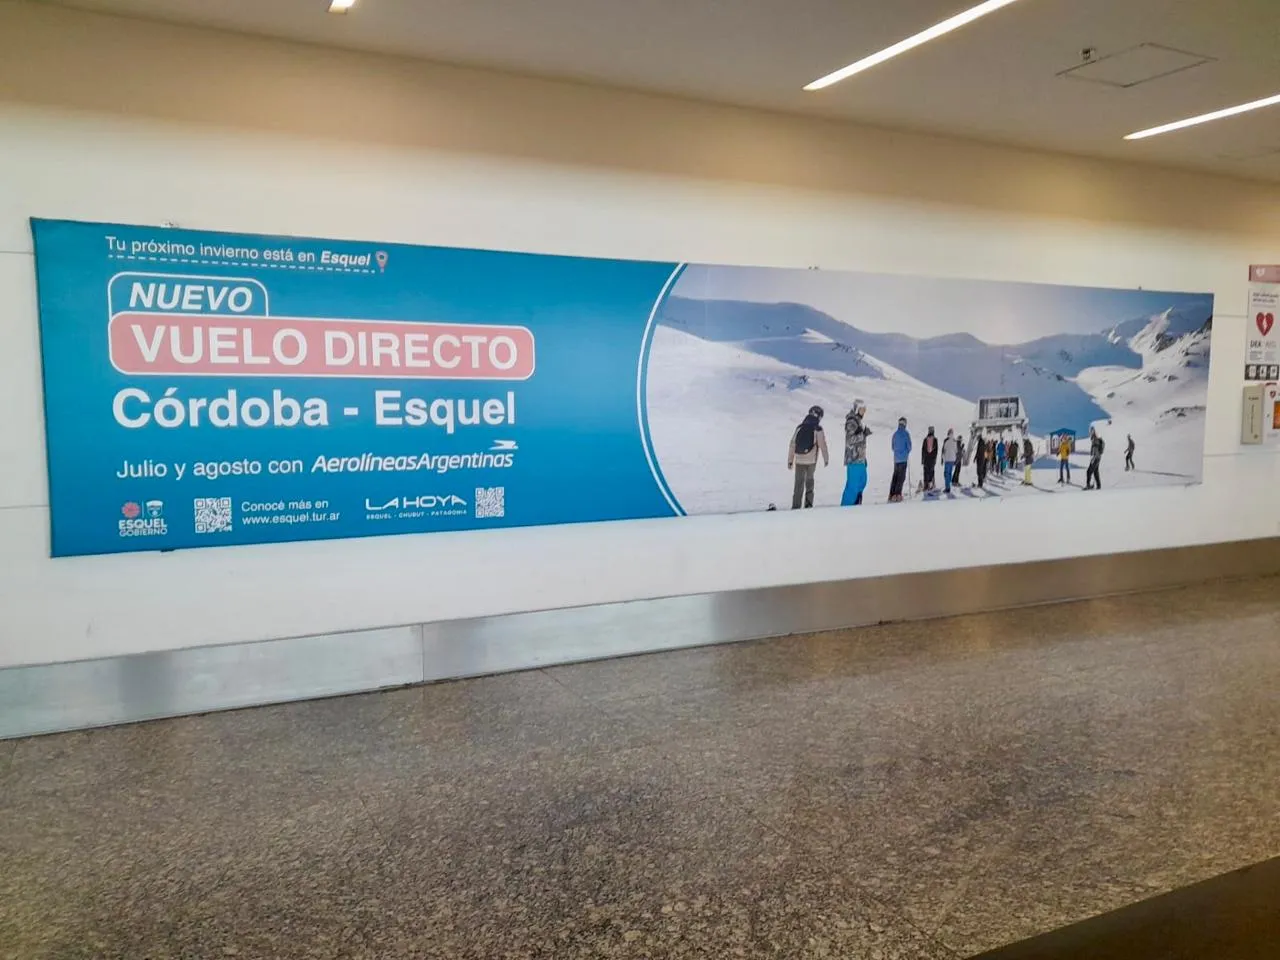 Tu próximo invierno está en Esquel
NUEVO
VUELO DIRECTO
Córdoba - Esquel
Julio y agosto con AerolíneasArgentinas
ESQUEL
GOBIERNO
Conocé más en
www.esquel.tur.ar
LA HOYA
ESQUEL - CHUBUT - PATAGONIA
DEA